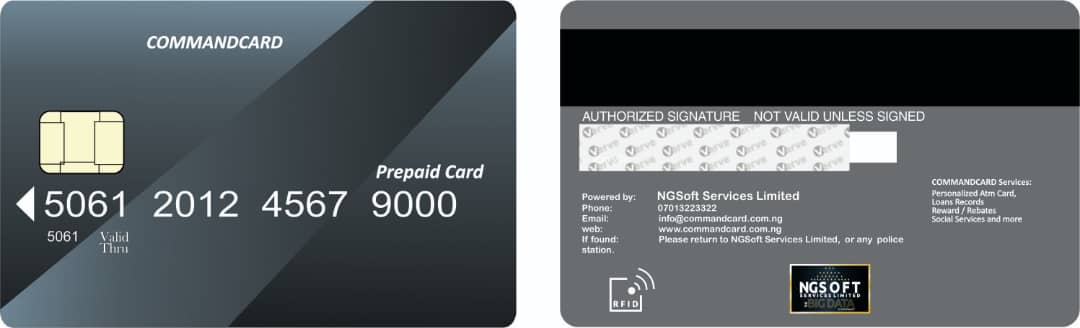 COMMANDCARD
Prepaid Card
5061 2012 4567 9000
5061 Valid
Thru
AUTHORIZED SIGNATURE NOT VALID UNLESS SIGNED
Powered by: NGSoft Services Limited
Phone: 07013223322
Email: info@commandcard.com.ng
web: www.commandcard.com.ng
If found: Please return to NGSoft Services Limited, or any police
station.
COMMANDCARD Services:
Personalized Atm Card,
Loans Records
Reward / Rebates
Social Services and more
RFID
NGSOFT
SERVICES LIMITED
BIG DATA